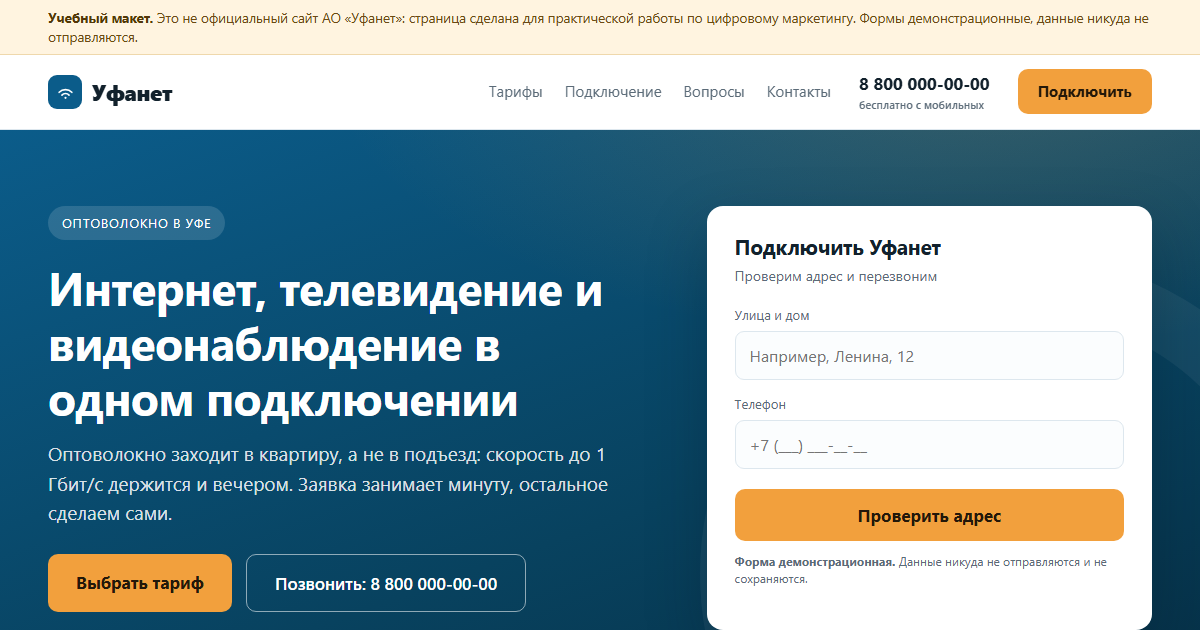 Учебный макет. Это не официальный сайт АО «Уфанет»: страница сделана для практической работы по цифровому маркетингу. Формы демонстрационные, данные никуда не
отправляются.
Уфанет
Тарифы
Подключение
Вопросы
Контакты
8 800 000-00-00
бесплатно с мобильных
Подключить
ОПТОВОЛОКНО В УФЕ
Интернет, телевидение и
видеонаблюдение в
одном подключении
Оптоволокно заходит в квартиру, а не в подъезд: скорость до 1
Гбит/с держится и вечером. Заявка занимает минуту, остальное
сделаем сами.
Выбрать тариф
Позвонить: 8 800 000-00-00
Подключить Уфанет
Проверим адрес и перезвоним
Улица и дом
Например, Ленина, 12
Телефон
+7 (___) ___-__-__
Проверить адрес
Форма демонстрационная. Данные никуда не отправляются и не
сохраняются.